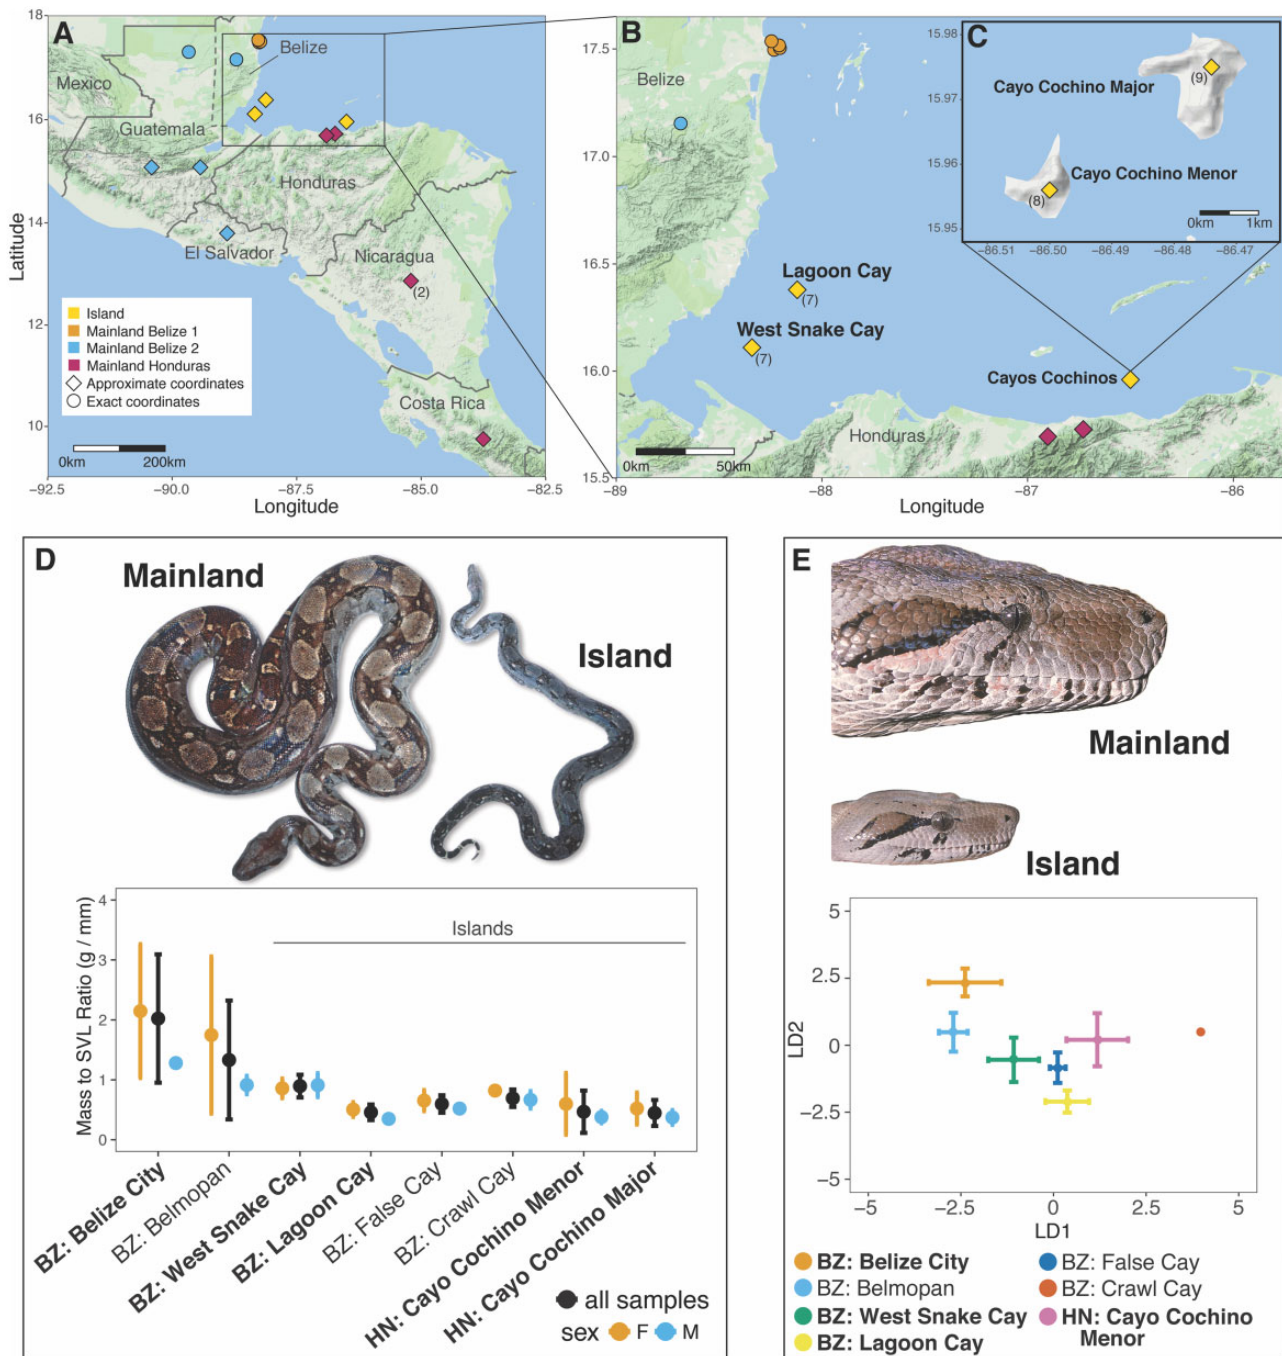 A
18
16
14
12
10
Latitude
−92.5
−90.0
−87.5
−85.0
−82.5
Longitude
Mexico
Belize
Guatemala
Honduras
El Salvador
Nicaragua
(2)
Costa Rica
Island
Mainland Belize 1
Mainland Belize 2
Mainland Honduras
Approximate coordinates
Exact coordinates
0km
200km
B
17.5
17.0
16.5
16.0
15.5
−89
−88
−87
−86
Longitude
Belize
Lagoon Cay
(7)
West Snake Cay
(7)
Cayos Cochinos
Honduras
0km
50km
C
15.98
15.97
15.96
15.95
Cayo Cochino Major
(9)
Cayo Cochino Menor
(8)
0km
1km
−86.51
−86.50
−86.49
−86.48
−86.47
D
Mainland
Island
Mass to SVL Ratio (g / mm)
4
3
2
1
0
Islands
BZ: Belize City
BZ: Belmopan
BZ: West Snake Cay
BZ: Lagoon Cay
BZ: False Cay
BZ: Crawl Cay
HN: Cayo Cochino Menor
HN: Cayo Cochino Major
all samples
sex F M
E
Mainland
Island
LD2
5
2.5
0
−2.5
−5
−5
−2.5
0
2.5
5
LD1
BZ: Belize City
BZ: Belmopan
BZ: West Snake Cay
BZ: Lagoon Cay
BZ: False Cay
BZ: Crawl Cay
HN: Cayo Cochino
Menor